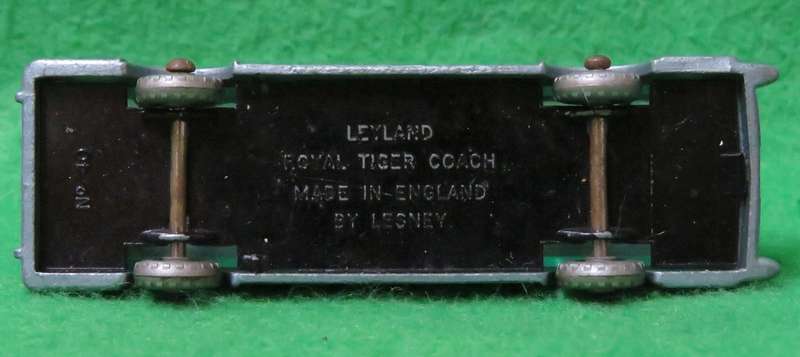 LEYLAND
ROYAL TIGER COACH
MADE IN ENGLAND
BY LESNEY